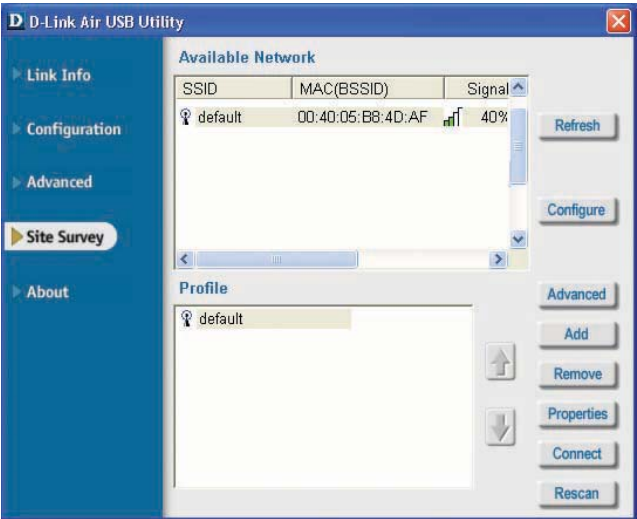 D D-Link Air USB Utility
Link Info
Configuration
Advanced
Site Survey
About
Available Network
SSID MAC(BSSID) Signal
default 00:40:05:B8:4D:AF 40%
Refresh
Configure
Profile
default
Advanced
Add
Remove
Properties
Connect
Rescan